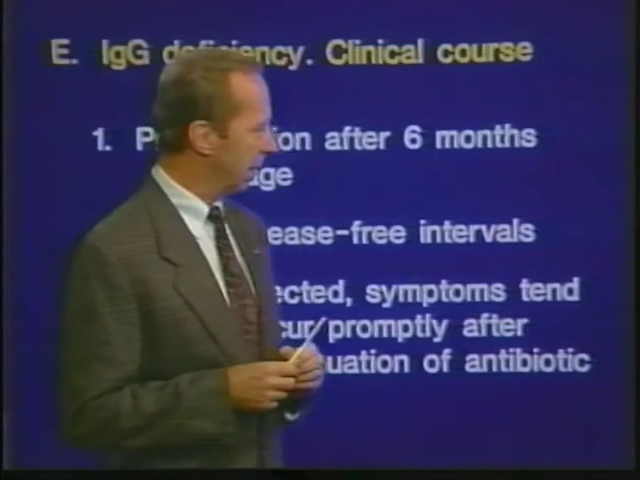 E. IgG deficiency. Clinical course
1. P ion after 6 months
age
ease-free intervals
ected, symptoms tend
cur promptly after
uation of antibiotic